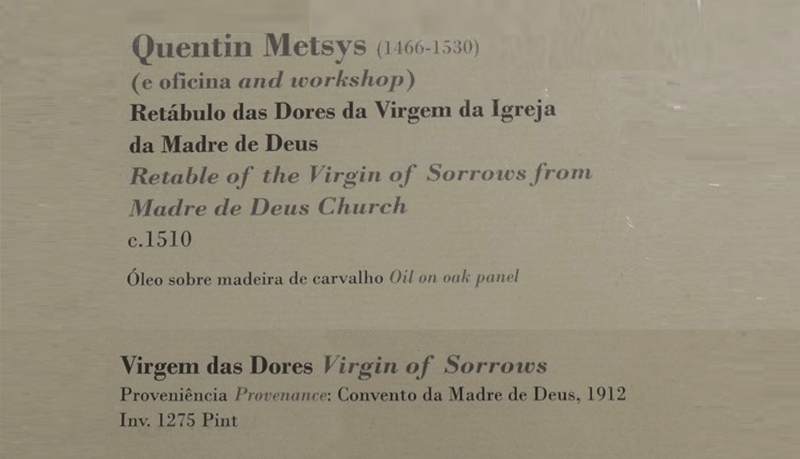 Quentin Metsys (1466-1530)
(e oficina and workshop)
Retábulo das Dores da Virgem da Igreja
da Madre de Deus
Retable of the Virgin of Sorrows from
Madre de Deus Church
c.1510
Óleo sobre madeira de carvalho Oil on oak panel
Virgem das Dores Virgin of Sorrows
Proveniência Provenance: Convento da Madre de Deus, 1912
Inv. 1275 Pint